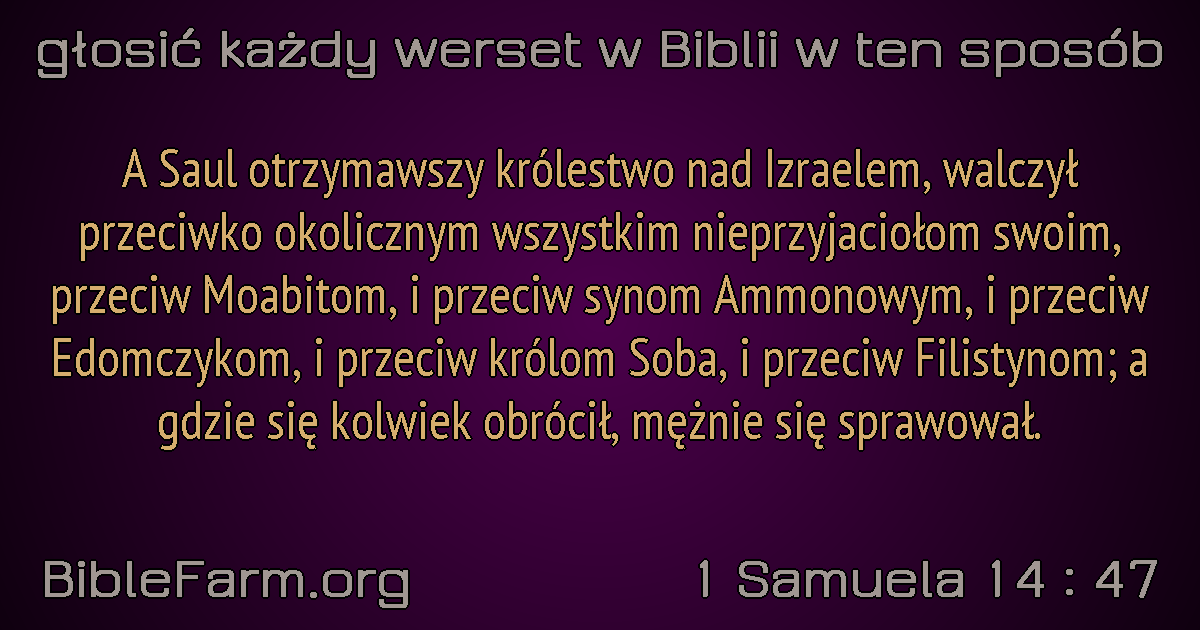 głosić każdy werset w Biblii w ten sposób
A Saul otrzymawszy królestwo nad Izraelem, walczył
przeciwko okolicznym wszystkim nieprzyjaciołom swoim,
przeciw Moabitom, i przeciw synom Ammonowym, i przeciw
Edomczykom, i przeciw królom Soba, i przeciw Filistynom; a
gdzie się kolwiek obrócił, mężnie się sprawował.
BibleFarm.org
1 Samuela 14 : 47